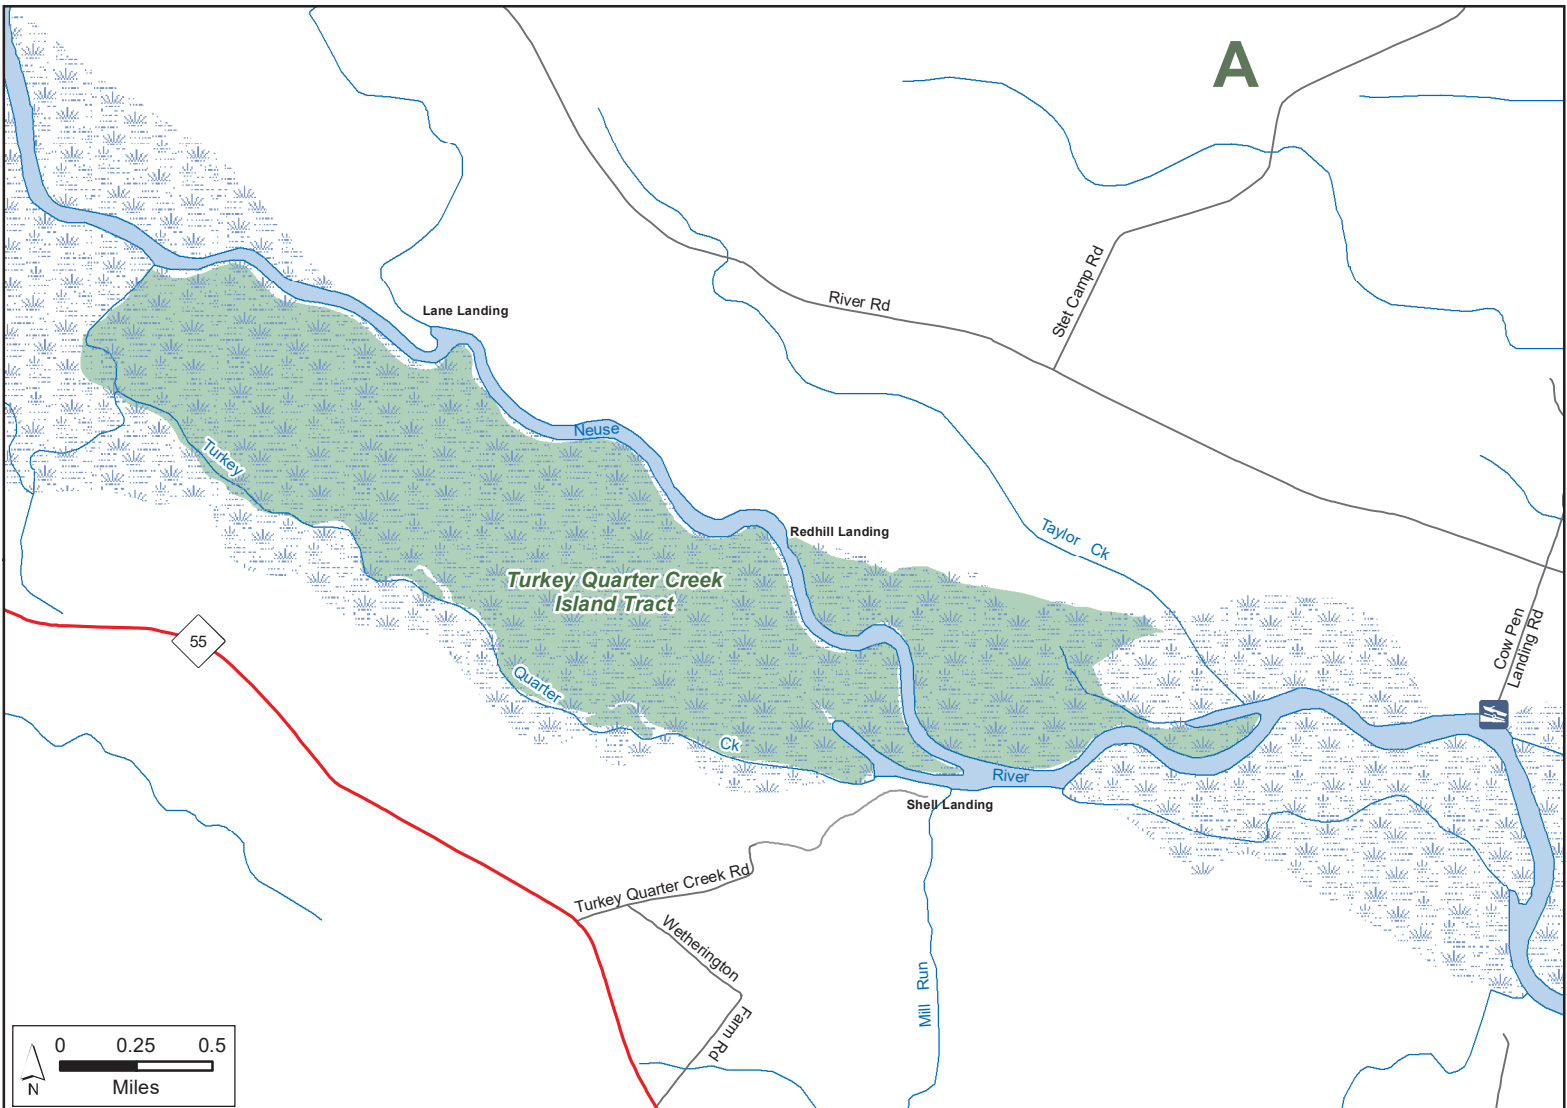 A
Stet Camp Rd
River Rd
Lane Landing
Neuse
Turkey
Redhill Landing
Taylor Ck
Turkey Quarter Creek
Island Tract
55
Cow Pen
Landing Rd
Quarter
Ck
River
Shell Landing
Turkey Quarter Creek Rd
Wetherington
Farm Rd
Mill Run
0 0.25 0.5
Miles
N